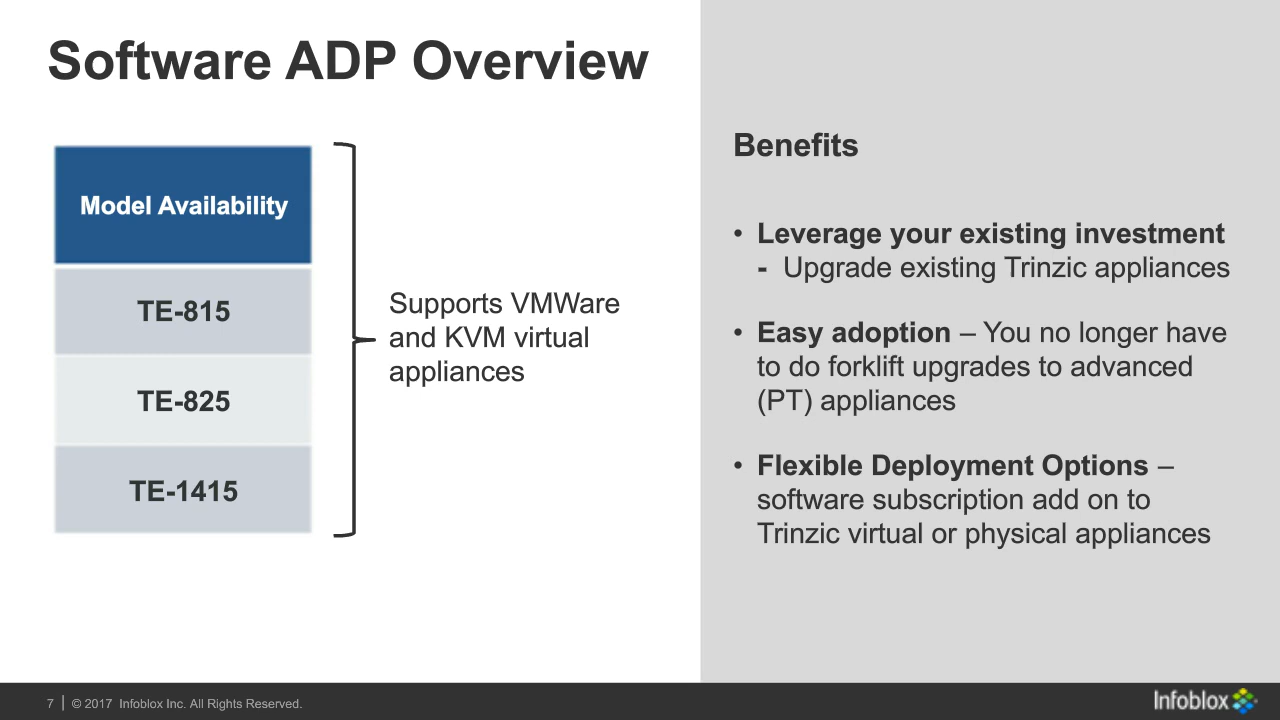 Software ADP Overview
Model Availability
TE-815
TE-825
TE-1415
Supports VMWare
and KVM virtual
appliances
Benefits
• Leverage your existing investment
- Upgrade existing Trinzic appliances
• Easy adoption – You no longer have
to do forklift upgrades to advanced
(PT) appliances
• Flexible Deployment Options –
software subscription add on to
Trinzic virtual or physical appliances
7 | © 2017 Infoblox Inc. All Rights Reserved.
Infoblox